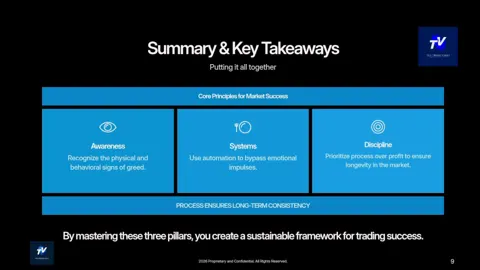 Summary & Key Takeaways
TV
Putting it all together
Core Principles for Market Success
Awareness
Recognize the physical and
behavioral signs of greed.
Systems
Use automation to bypass emotional
impulses.
Discipline
Prioritize process over profit to ensure
longevity in the market.
PROCESS ENSURES LONG-TERM CONSISTENCY
By mastering these three pillars, you create a sustainable framework for trading success.
TV
2026 Proprietary and Confidential. All Rights Reserved.
9